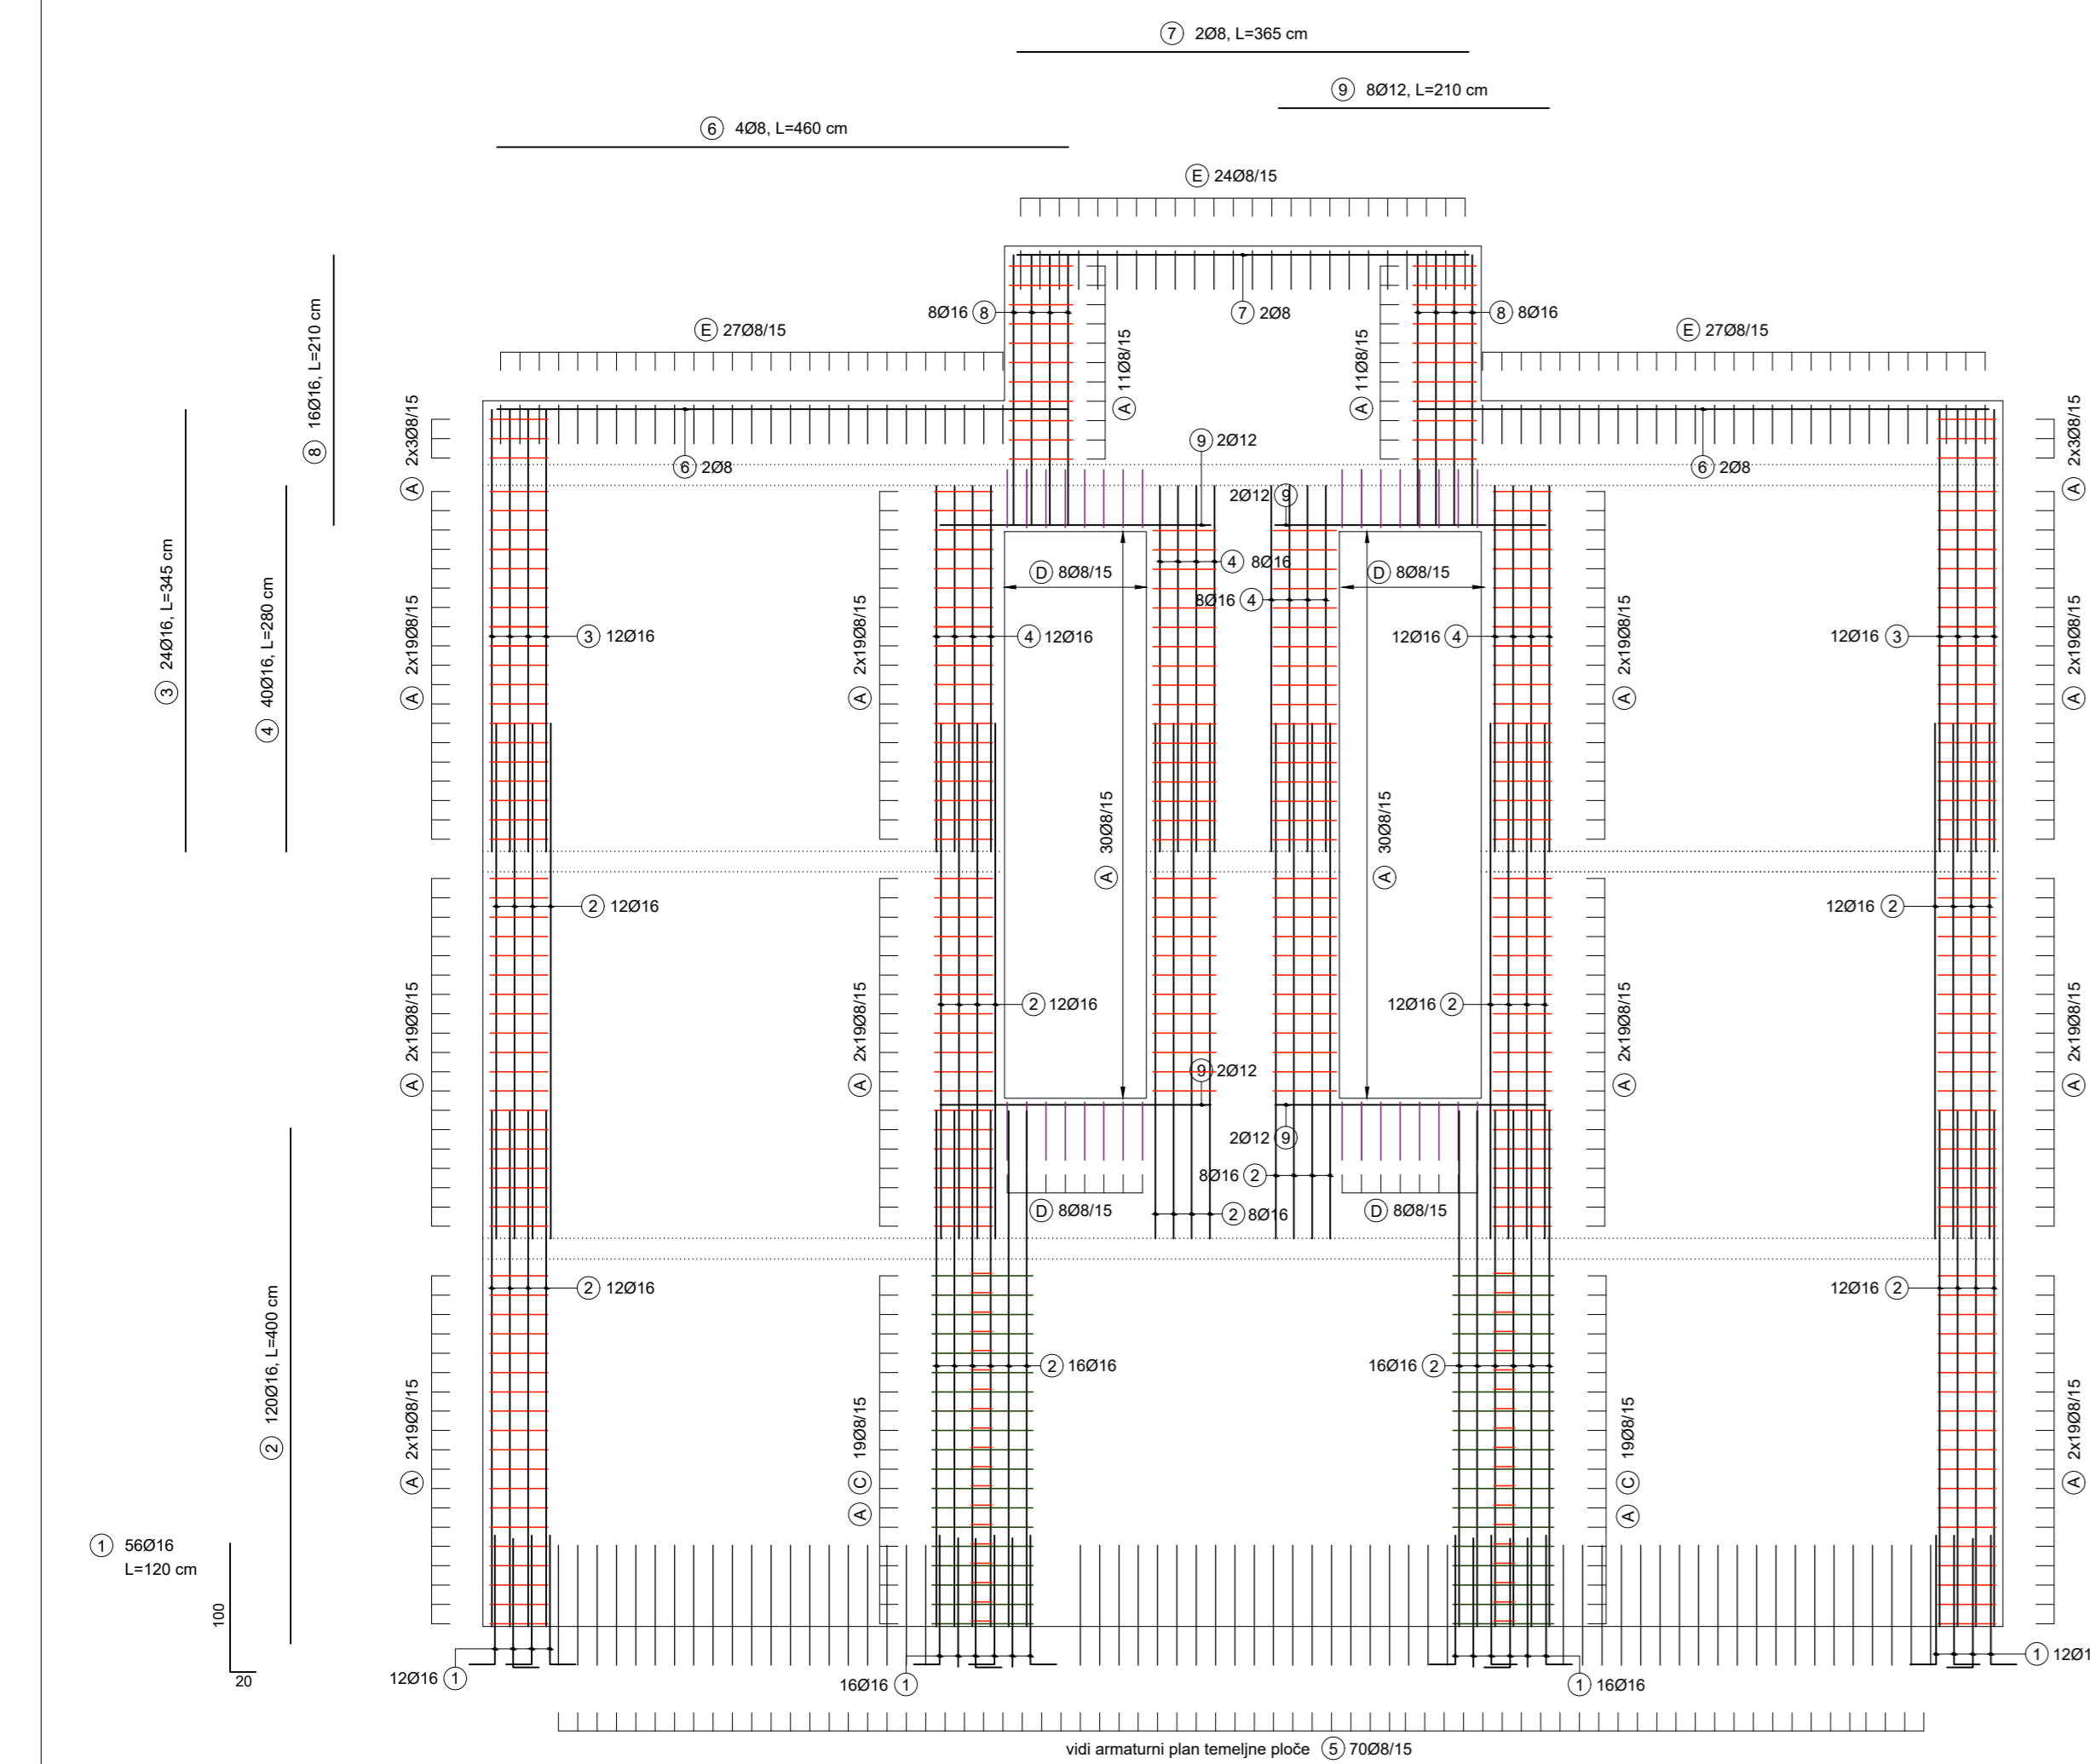 7 2Ø8, L=365 cm
9 8Ø12, L=210 cm
6 4Ø8, L=460 cm
E 24Ø8/15
8 16Ø16, L=210 cm
3 24Ø16, L=345 cm
4 40Ø16, L=280 cm
2 120Ø16, L=400 cm
1 56Ø16
L=120 cm
100
20
E 27Ø8/15
8Ø16 8
A 11Ø8/15
7 2Ø8
A 11Ø8/15
8 8Ø16
E 27Ø8/15
A 2x3Ø8/15
6 2Ø8
9 2Ø12
2Ø12 9
6 2Ø8
A 2x3Ø8/15
D 8Ø8/15
4 8Ø16
8Ø16 4
D 8Ø8/15
A 2x19Ø8/15
3 12Ø16
A 2x19Ø8/15
4 12Ø16
12Ø16 4
A 2x19Ø8/15
12Ø16 3
A 2x19Ø8/15
A 30Ø8/15
A 30Ø8/15
2 12Ø16
12Ø16 2
A 2x19Ø8/15
A 2x19Ø8/15
2 12Ø16
12Ø16 2
A 2x19Ø8/15
A 2x19Ø8/15
9 2Ø12
2Ø12 9
8Ø16 2
D 8Ø8/15
2 8Ø16
D 8Ø8/15
2 12Ø16
12Ø16 2
2 16Ø16
16Ø16 2
A 2x19Ø8/15
A C 19Ø8/15
A C 19Ø8/15
A 2x19Ø8/15
12Ø16 1
16Ø16 1
1 16Ø16
1 12Ø1
vidi armaturni plan temeljne ploče 5 70Ø8/15